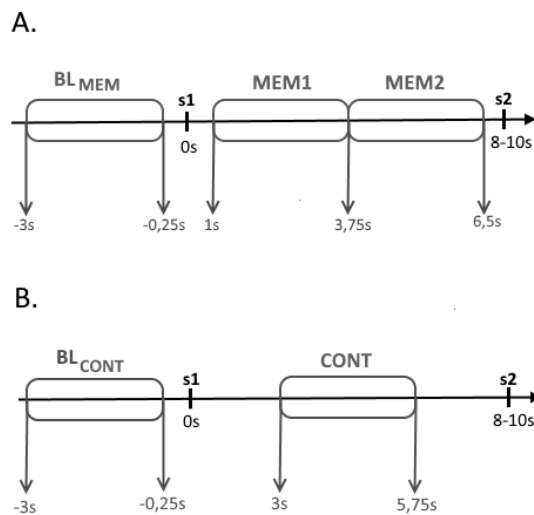 A.
BL MEM s1 MEM1 MEM2 s2
0s 8-10s
-3s -0,25s 1s 3,75s 6,5s
B.
BL CONT s1 CONT s2
0s 8-10s
-3s -0,25s 3s 5,75s